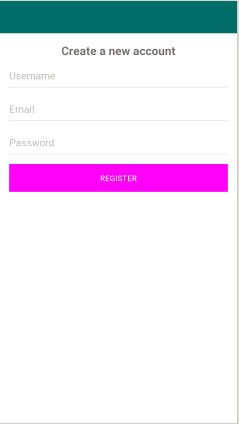 Create a new account
Username
Email
Password
REGISTER